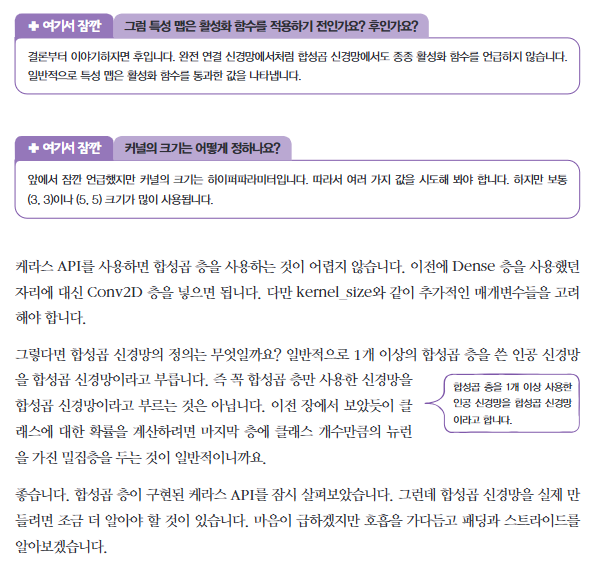 ✚ 여기서 잠깐 그럼 특성 맵은 활성화 함수를 적용하기 전인가요? 후인가요?
결론부터 이야기하자면 후입니다. 완전 연결 신경망에서처럼 합성곱 신경망에서도 종종 활성화 함수를 언급하지 않습니다.
일반적으로 특성 맵은 활성화 함수를 통과한 값을 나타냅니다.
✚ 여기서 잠깐 커널의 크기는 어떻게 정하나요?
앞에서 잠깐 언급했지만 커널의 크기는 하이퍼파라미터입니다. 따라서 여러 가지 값을 시도해 봐야 합니다. 하지만 보통
(3, 3)이나 (5, 5) 크기가 많이 사용됩니다.
케라스 API를 사용하면 합성곱 층을 사용하는 것이 어렵지 않습니다. 이전에 Dense 층을 사용했던
자리에 대신 Conv2D 층을 넣으면 됩니다. 다만 kernel_size와 같이 추가적인 매개변수들을 고려
해야 합니다.
그렇다면 합성곱 신경망의 정의는 무엇일까요? 일반적으로 1개 이상의 합성곱 층을 쓴 인공 신경망
을 합성곱 신경망이라고 부릅니다. 즉 꼭 합성곱 층만 사용한 신경망을
합성곱 신경망이라고 부르는 것은 아닙니다. 이전 장에서 보았듯이 클
래스에 대한 확률을 계산하려면 마지막 층에 클래스 개수만큼의 뉴런
을 가진 밀집층을 두는 것이 일반적이니까요.
합성곱 층을 1개 이상 사용한
인공 신경망을 합성곱 신경망
이라고 합니다.
좋습니다. 합성곱 층이 구현된 케라스 API를 잠시 살펴보았습니다. 그런데 합성곱 신경망을 실제 만
들려면 조금 더 알아야 할 것이 있습니다. 마음이 급하겠지만 호흡을 가다듬고 패딩과 스트라이드를
알아보겠습니다.